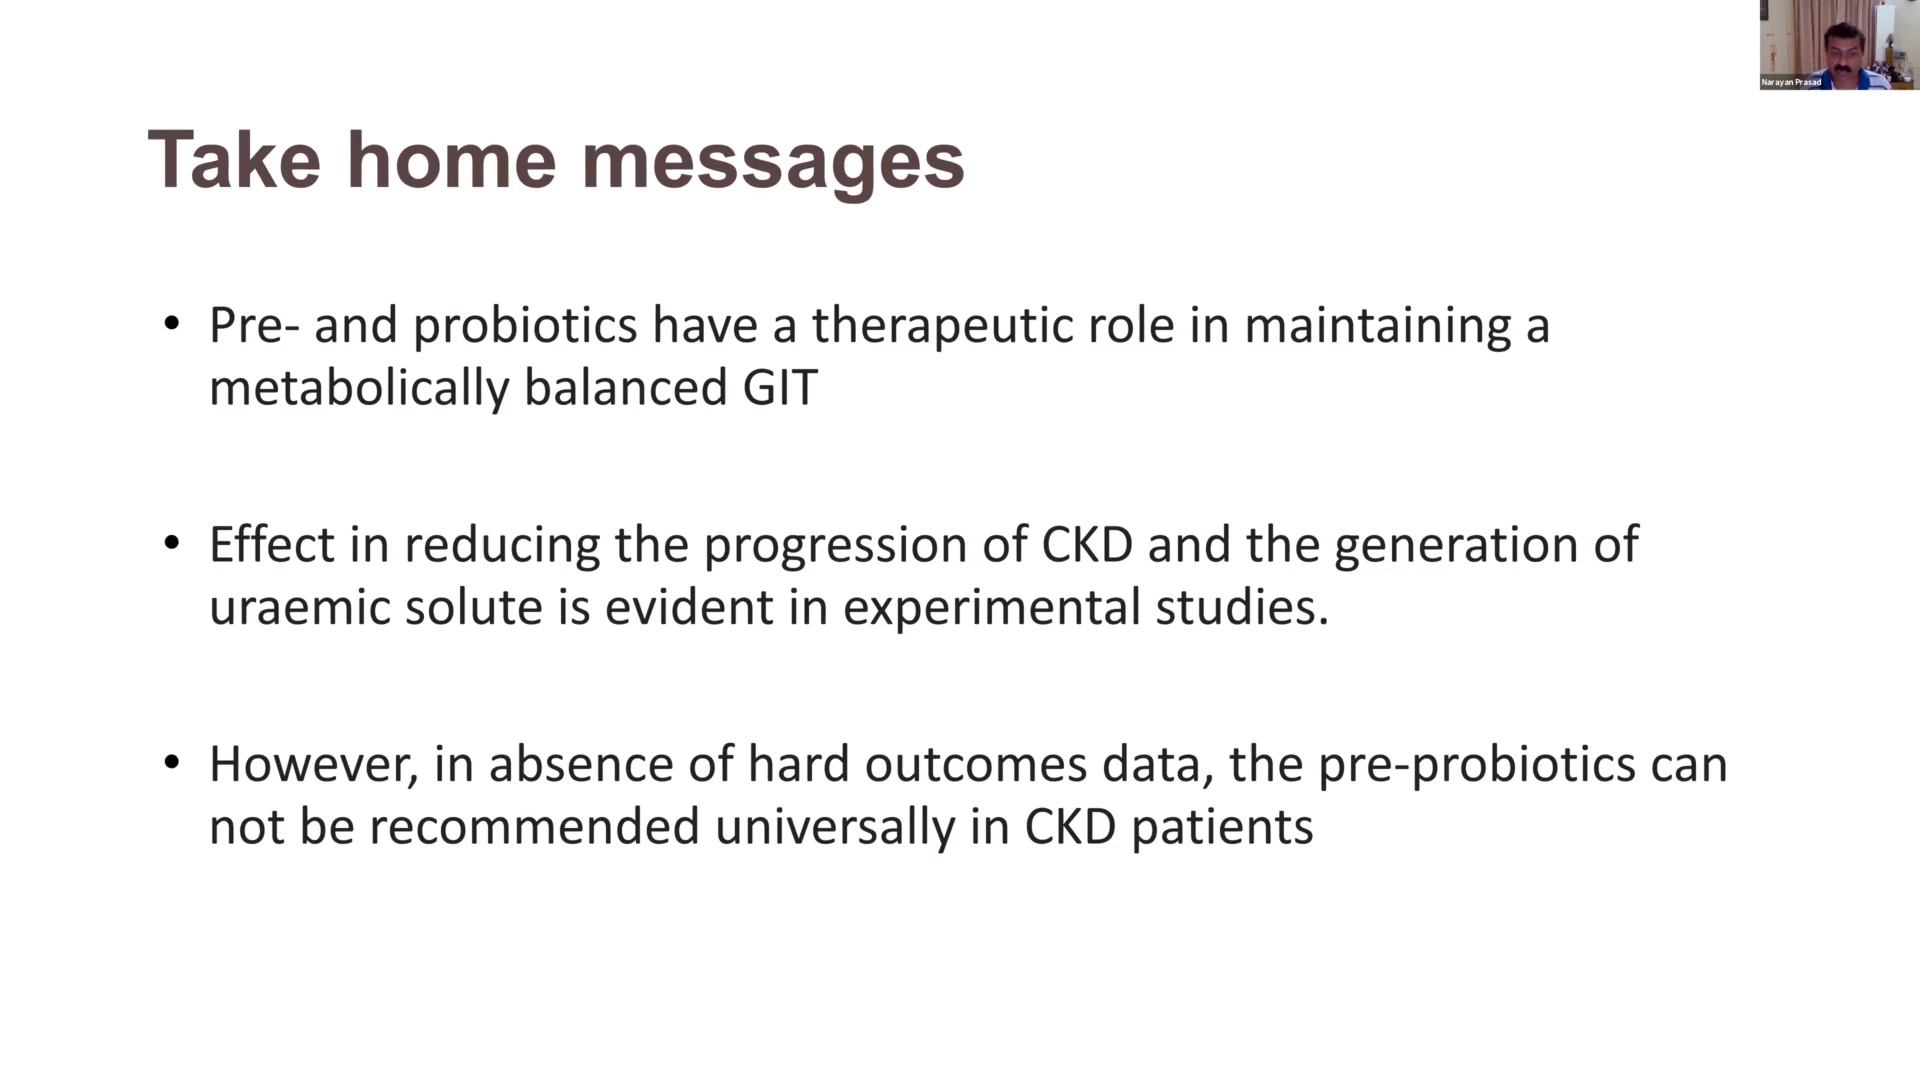 Narayan Prasad
Take home messages
• Pre- and probiotics have a therapeutic role in maintaining a
metabolically balanced GIT
• Effect in reducing the progression of CKD and the generation of
uraemic solute is evident in experimental studies.
• However, in absence of hard outcomes data, the pre-probiotics can
not be recommended universally in CKD patients